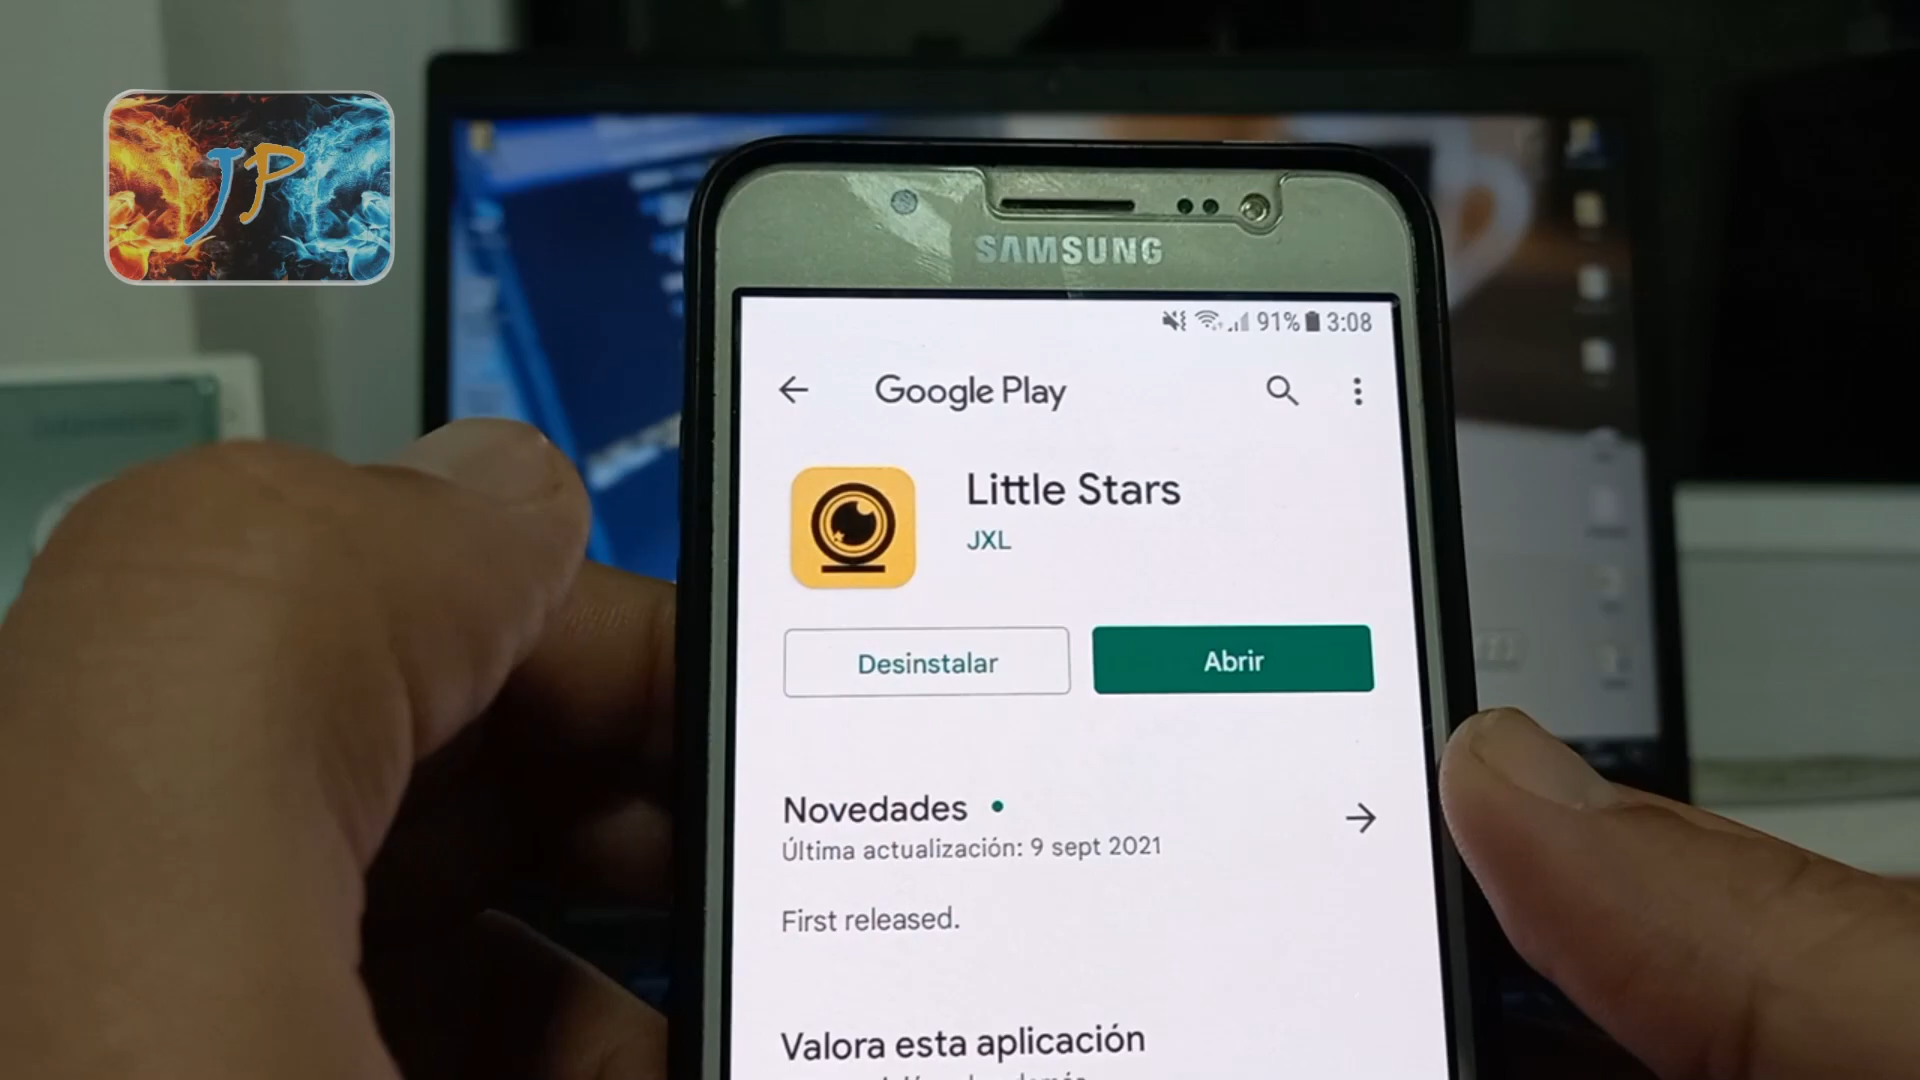 JP
SAMSUNG
91% 3:08
Google Play
Little Stars
JXL
Desinstalar
Abrir
Novedades
Última actualización: 9 sept 2021
First released.
Valora esta aplicación